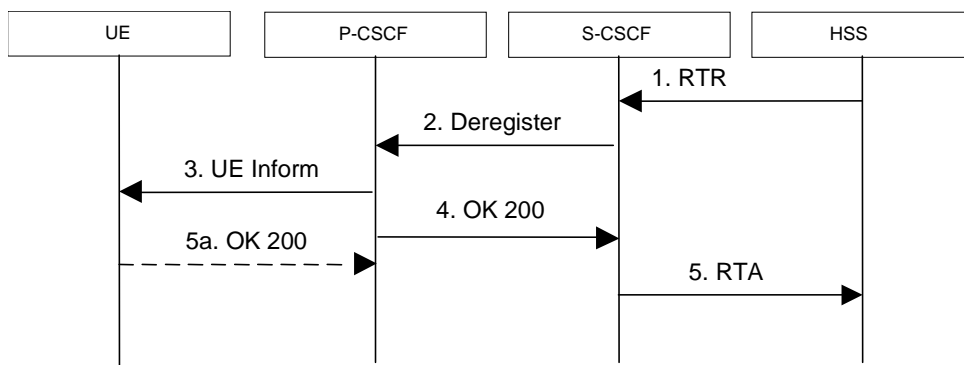 UE
P-CSCF
S-CSCF
HSS
1. RTR
2. Deregister
3. UE Inform
4. OK 200
5a. OK 200
5. RTA